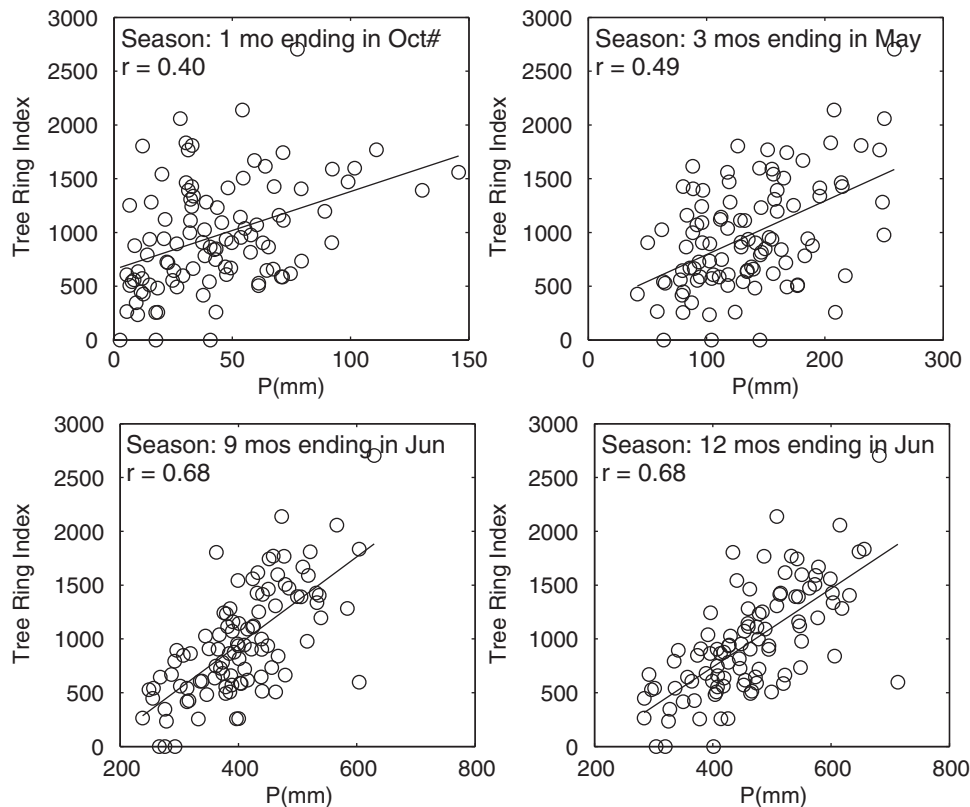 3000
2500
2000
1500
1000
500
0
Tree Ring Index
Season: 1 mo ending in Oct#
r = 0.40
0 50 100 150
P(mm)
3000
2500
2000
1500
1000
500
0
Tree Ring Index
Season: 3 mos ending in May
r = 0.49
0 100 200 300
P(mm)
3000
2500
2000
1500
1000
500
0
Tree Ring Index
Season: 9 mos ending in Jun
r = 0.68
200 400 600 800
P(mm)
3000
2500
2000
1500
1000
500
0
Tree Ring Index
Season: 12 mos ending in Jun
r = 0.68
200 400 600 800
P(mm)